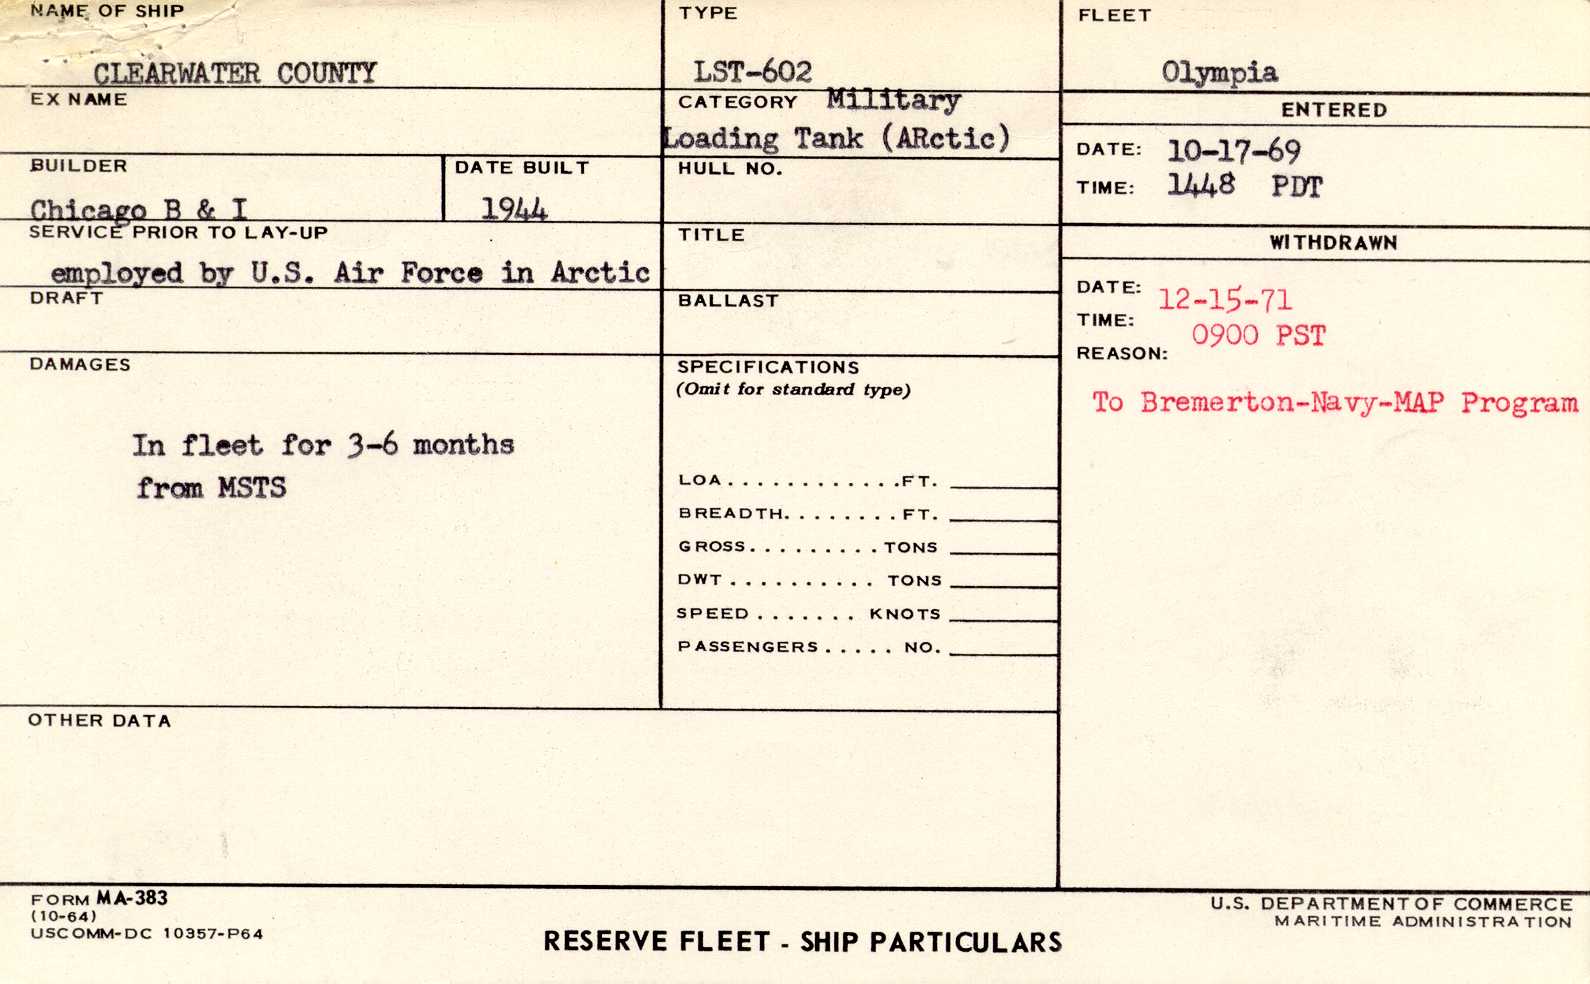 NAME OF SHIP
CLEARWATER COUNTY
TYPE
LST-602
FLEET
Olympia
EX NAME
CATEGORY Military
Loading Tank (ARctic)
ENTERED
DATE: 10-17-69
TIME: 1448 PDT
BUILDER
Chicago B & I
DATE BUILT
1944
HULL NO.
SERVICE PRIOR TO LAY-UP
employed by U.S. Air Force in Arctic
TITLE
WITHDRAWN
DATE: 12-15-71
TIME: 0900 PST
REASON:
To Bremerton-Navy-MAP Program
DRAFT
BALLAST
DAMAGES
In fleet for 3-6 months
from MSTS
SPECIFICATIONS
(Omit for standard type)
LOA............FT.
BREADTH........FT.
GROSS.........TONS
DWT.......... TONS
SPEED....... KNOTS
PASSENGERS..... NO.
OTHER DATA
FORM MA-383
(10-64)
USCOMM-DC 10357-P64
RESERVE FLEET - SHIP PARTICULARS
U.S. DEPARTMENT OF COMMERCE
MARITIME ADMINISTRATION